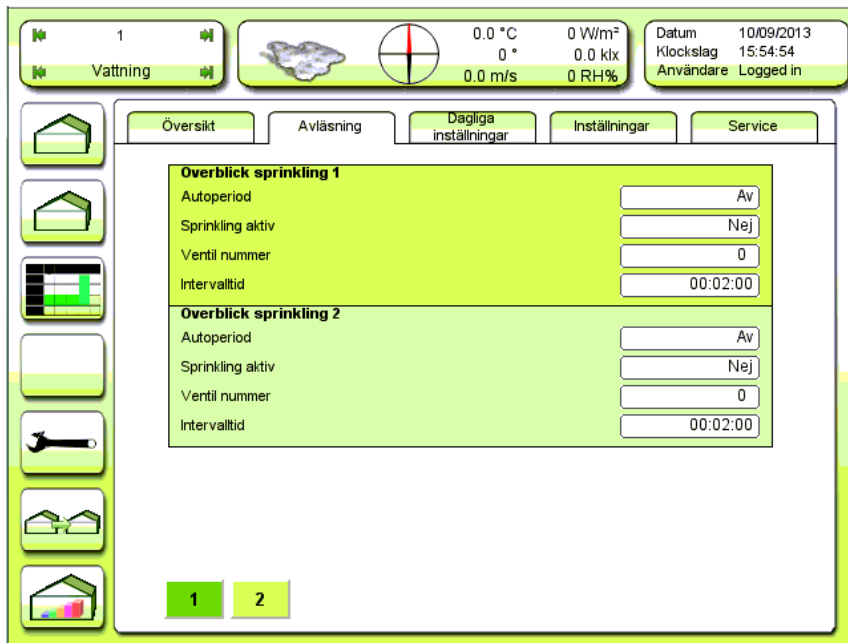 1
Vattning
0.0 °C
0 W/m²
0 °
0.0 klx
0.0 m/s
0 RH%
Datum 10/09/2013
Klockslag 15:54:54
Användare Logged in
Översikt
Avläsning
Dagliga
inställningar
Inställningar
Service
Overblick sprinkling 1
Autoperiod Av
Sprinkling aktiv Nej
Ventil nummer 0
Intervalltid 00:02:00
Overblick sprinkling 2
Autoperiod Av
Sprinkling aktiv Nej
Ventil nummer 0
Intervalltid 00:02:00
1
2